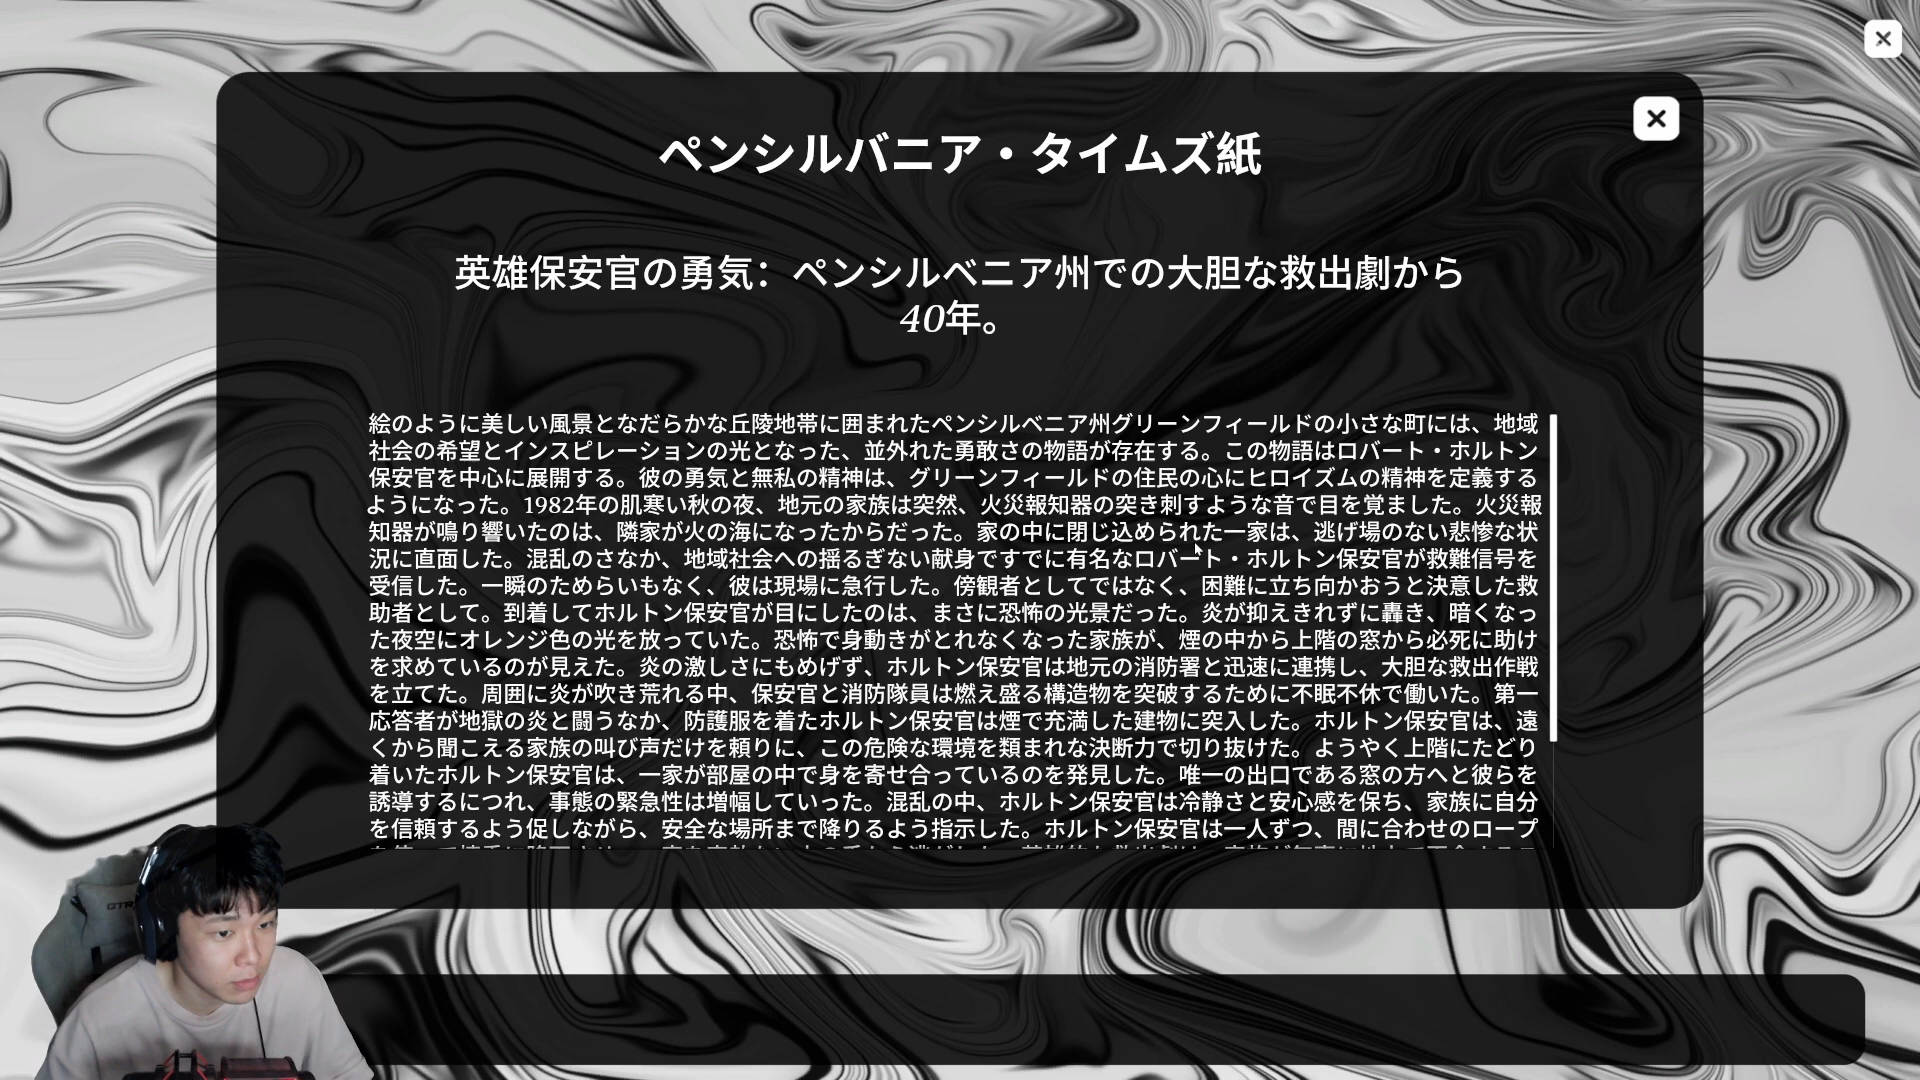 ペンシルバニア・タイムズ紙
英雄保安官の勇気：ペンシルベニア州での大胆な救出劇から
40年。
絵のように美しい風景となだらかな丘陵地帯に囲まれたペンシルベニア州グリーンフィールドの小さな町には、地域
社会の希望とインスピレーションの光となった、並外れた勇敢さの物語が存在する。この物語はロバート・ホルトン
保安官を中心に展開する。彼の勇気と無私の精神は、グリーンフィールドの住民の心にヒロイズムの精神を定義する
ようになった。1982年の肌寒い秋の夜、地元の家族は突然、火災報知器の突き刺すような音で目を覚ました。火災報
知器が鳴り響いたのは、隣家が火の海になったからだった。家の中に閉じ込められた一家は、逃げ場のない悲惨な状
況に直面した。混乱のさなか、地域社会への揺るぎない献身ですでに有名なロバート・ホルトン保安官が救難信号を
受信した。一瞬のためらいもなく、彼は現場に急行した。傍観者としてではなく、困難に立ち向かおうと決意した救
助者として。到着してホルトン保安官が目にしたのは、まさに恐怖の光景だった。炎が抑えきれずに轟き、暗くなっ
た夜空にオレンジ色の光を放っていた。恐怖で身動きがとれなくなった家族が、煙の中から上階の窓から必死に助け
を求めているのが見えた。炎の激しさにもめげず、ホルトン保安官は地元の消防署と迅速に連携し、大胆な救出作戦
を立てた。周囲に炎が吹き荒れる中、保安官と消防隊員は燃え盛る構造物を突破するために不眠不休で働いた。第一
応答者が地獄の炎と闘うなか、防護服を着たホルトン保安官は煙で充満した建物に突入した。ホルトン保安官は、遠
くから聞こえる家族の叫び声だけを頼りに、この危険な環境を類まれな決断力で切り抜けた。ようやく上階にたどり
着いたホルトン保安官は、一家が部屋の中で身を寄せ合っているのを発見した。唯一の出口である窓の方へと彼らを
誘導するにつれ、事態の緊急性は増幅していった。混乱の中、ホルトン保安官は冷静さと安心感を保ち、家族に自分
を信頼するよう促しながら、安全な場所まで降りるよう指示した。ホルトン保安官は一人ずつ、間に合わせのロープ